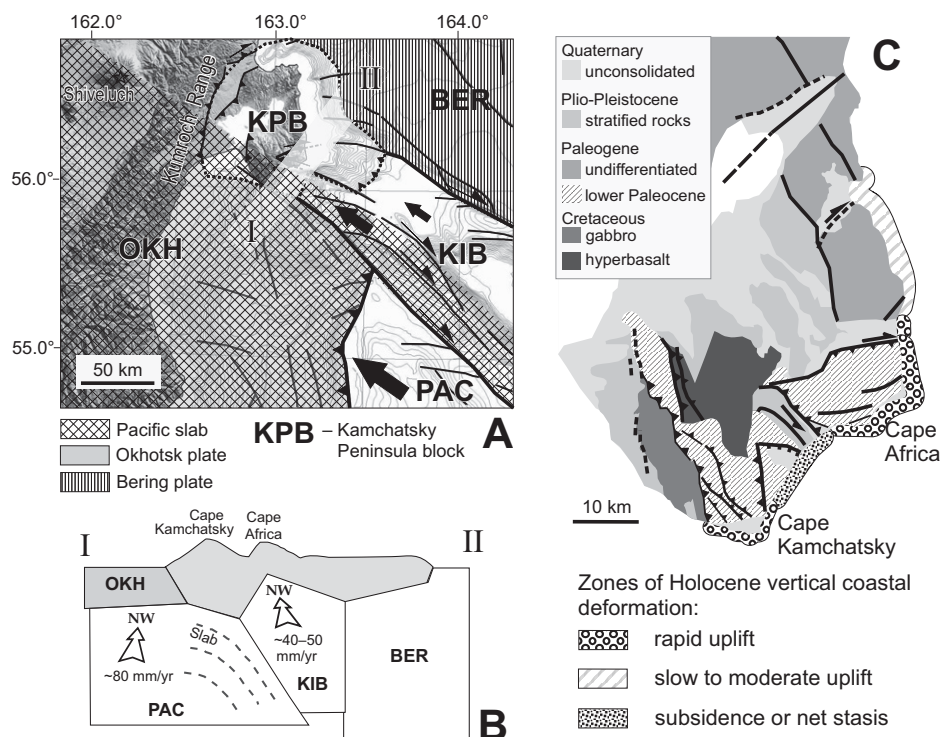 162.0°
163.0°
164.0°
56.0°
55.0°
Shiveluch
Kumroch Range
KPB
II
BER
OKH
I
KIB
PAC
50 km
Pacific slab
Okhotsk plate
Bering plate
KPB – Kamchatsky
Peninsula block
A
I
Cape
Kamchatsky
Cape
Africa
II
OKH
NW
~80 mm/yr
Slab
PAC
NW
~40–50
mm/yr
KIB
BER
B
C
Quaternary
unconsolidated
Plio-Pleistocene
stratified rocks
Paleogene
undifferentiated
lower Paleocene
Cretaceous
gabbro
hyperbasalt
Cape
Africa
10 km
Cape
Kamchatsky
Zones of Holocene vertical coastal
deformation:
rapid uplift
slow to moderate uplift
subsidence or net stasis